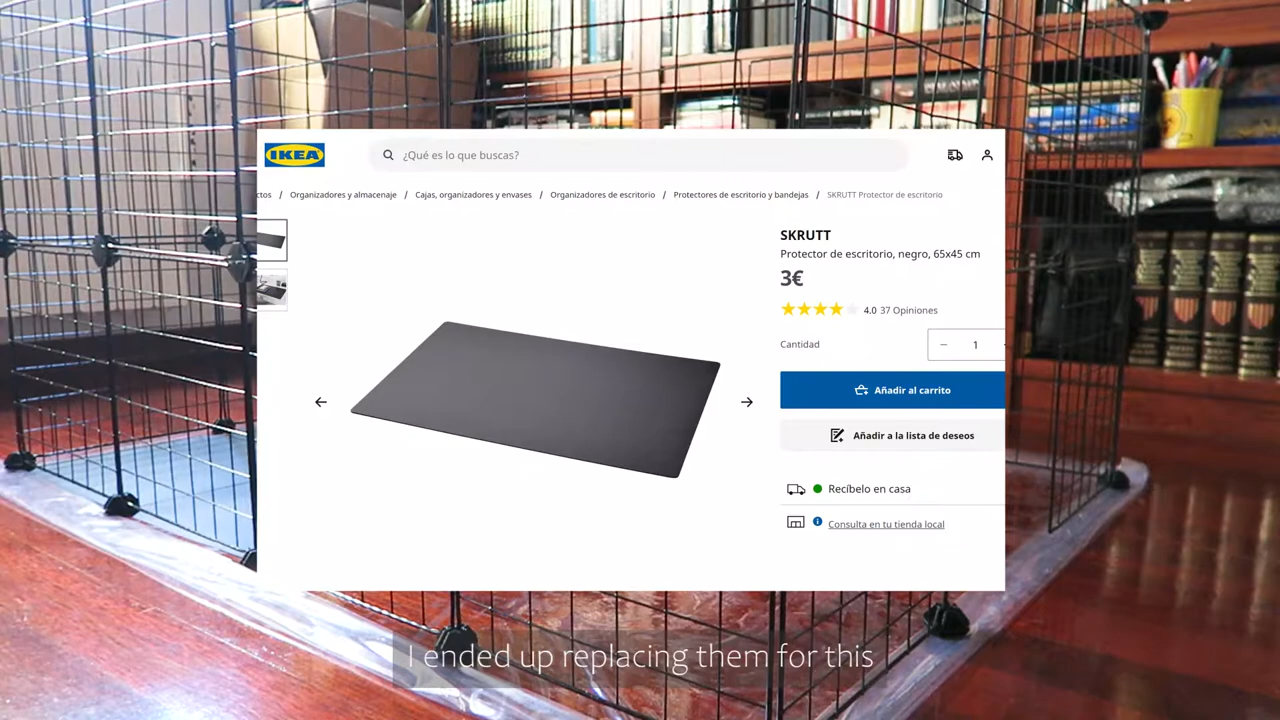 IKEA
¿Qué es lo que buscas?
ctos / Organizadores y almacenaje / Cajas, organizadores y envases / Organizadores de escritorio / Protectores de escritorio y bandejas / SKRUTT Protector de escritorio
SKRUTT
Protector de escritorio, negro, 65x45 cm
3€
4.0 37 Opiniones
Cantidad
− 1
Añadir al carrito
Añadir a la lista de deseos
Recíbelo en casa
Consulta en tu tienda local
I ended up replacing them for this